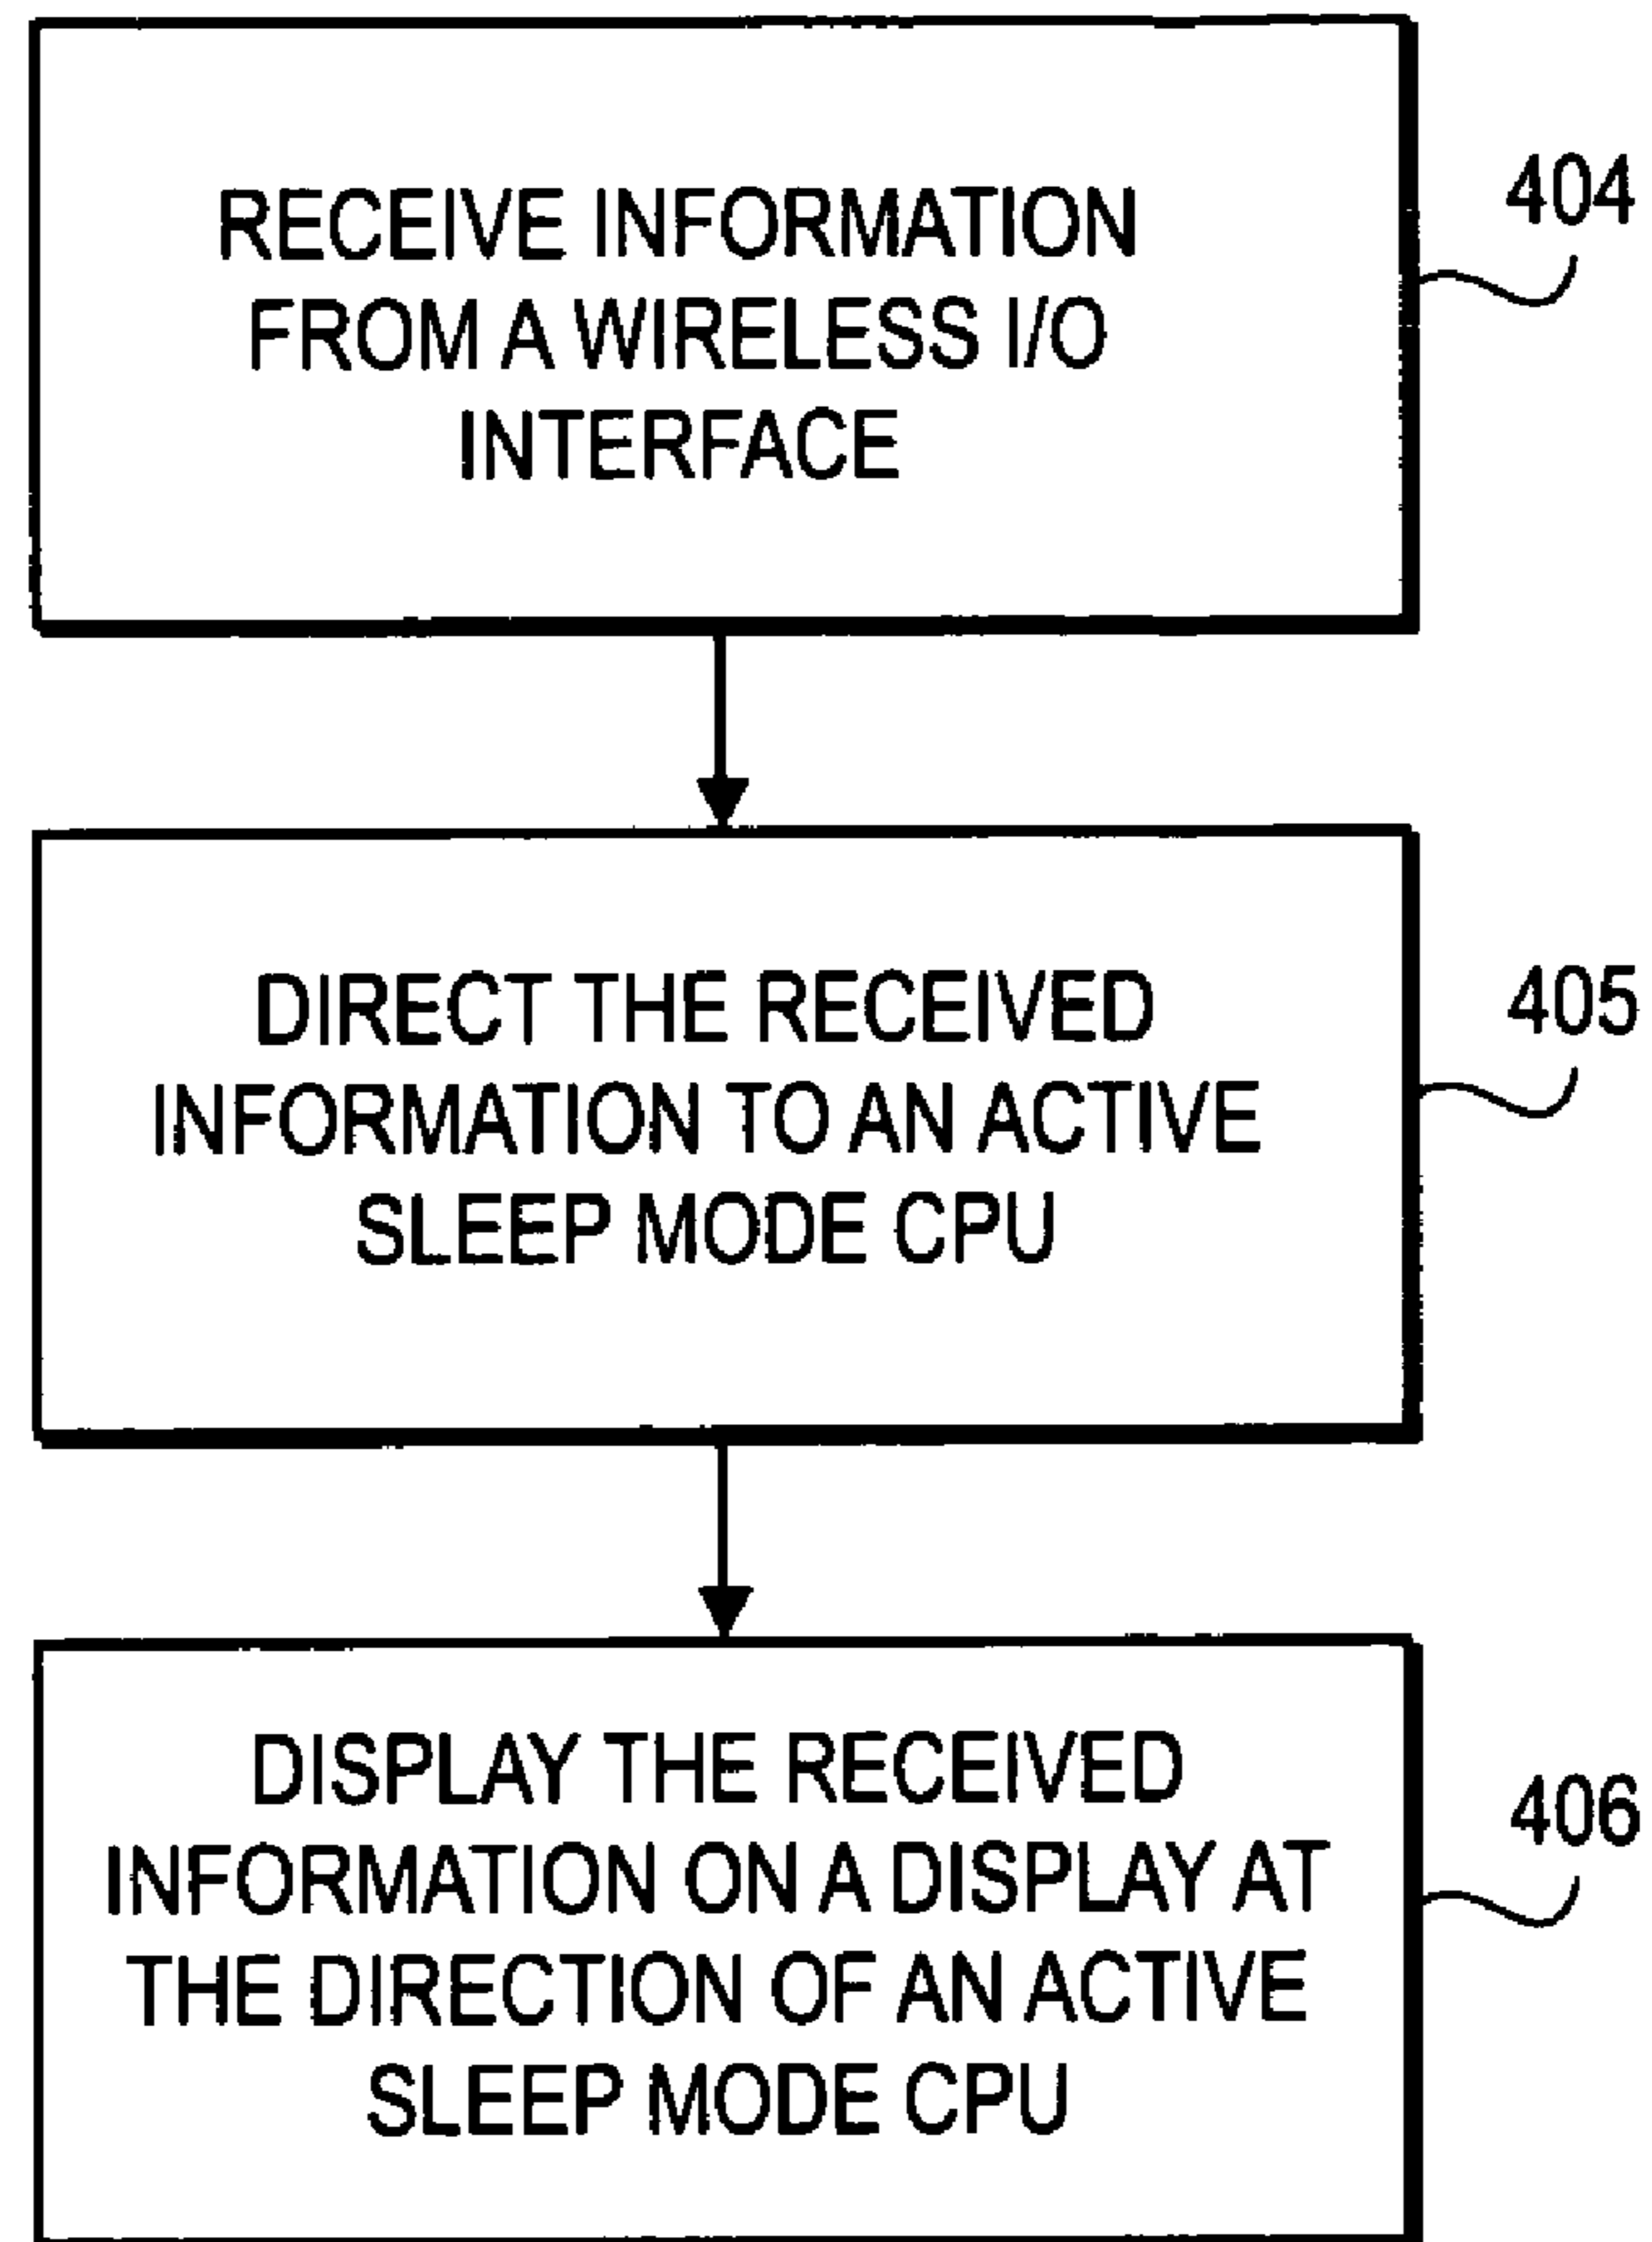 RECEIVE INFORMATION
FROM A WIRELESS I/O
INTERFACE
404
DIRECT THE RECEIVED
INFORMATION TO AN ACTIVE
SLEEP MODE CPU
405
DISPLAY THE RECEIVED
INFORMATION ON A DISPLAY AT
THE DIRECTION OF AN ACTIVE
SLEEP MODE CPU
406